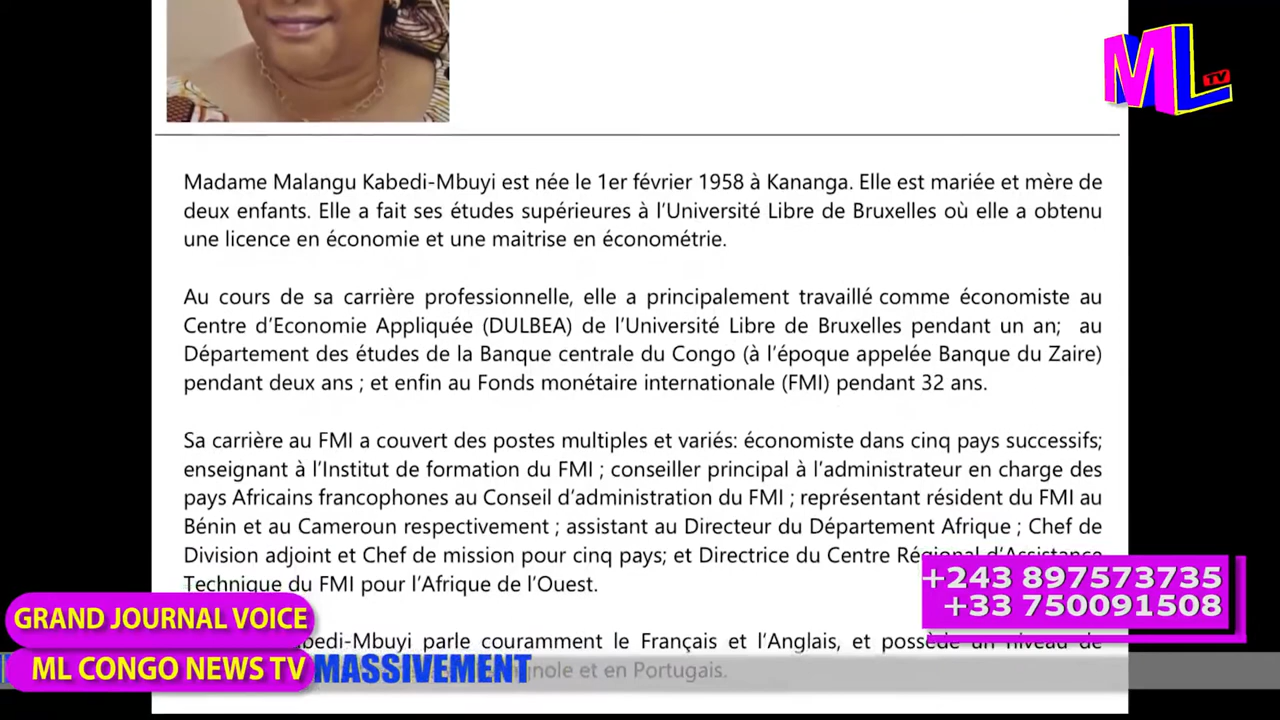 ML
TV
Madame Malangu Kabedi-Mbuyi est née le 1er février 1958 à Kananga. Elle est mariée et mère de
deux enfants. Elle a fait ses études supérieures à l’Université Libre de Bruxelles où elle a obtenu
une licence en économie et une maitrise en économétrie.
Au cours de sa carrière professionnelle, elle a principalement travaillé comme économiste au
Centre d’Economie Appliquée (DULBEA) de l’Université Libre de Bruxelles pendant un an; au
Département des études de la Banque centrale du Congo (à l’époque appelée Banque du Zaire)
pendant deux ans ; et enfin au Fonds monétaire internationale (FMI) pendant 32 ans.
Sa carrière au FMI a couvert des postes multiples et variés: économiste dans cinq pays successifs;
enseignant à l’Institut de formation du FMI ; conseiller principal à l’administrateur en charge des
pays Africains francophones au Conseil d’administration du FMI ; représentant résident du FMI au
Bénin et au Cameroun respectivement ; assistant au Directeur du Département Afrique ; Chef de
Division adjoint et Chef de mission pour cinq pays; et Directrice du Centre Régional d’Assistance
Technique du FMI pour l’Afrique de l’Ouest.
+243 897573735
+33 750091508
GRAND JOURNAL VOICE
bedi-Mbuyi parle couramment le Français et l’Anglais, et possède un niveau de
ML CONGO NEWS TV
MASSIVEMENT
gnole et en Portugais.